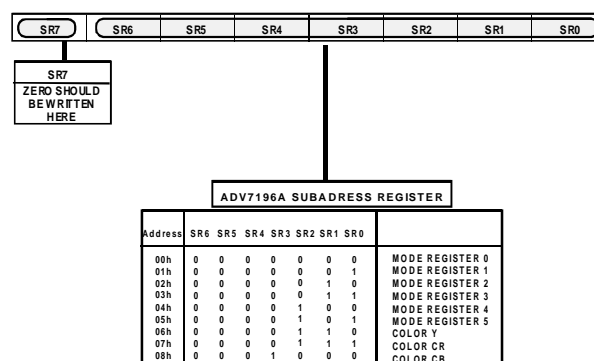 SR7 SR6 SR5 SR4 SR3 SR2 SR1 SR0
SR7
ZERO SHOULD
BE WRITTEN
HERE
ADV7196A SUBADRESS REGISTER
Address SR6 SR5 SR4 SR3 SR2 SR1 SR0
00h 0 0 0 0 0 0 0 MODE REGISTER 0
01h 0 0 0 0 0 0 1 MODE REGISTER 1
02h 0 0 0 0 0 1 0 MODE REGISTER 2
03h 0 0 0 0 0 1 1 MODE REGISTER 3
04h 0 0 0 0 1 0 0 MODE REGISTER 4
05h 0 0 0 0 1 0 1 MODE REGISTER 5
06h 0 0 0 0 1 1 0 COLOR Y
07h 0 0 0 0 1 1 1 COLOR CR
08h 0 0 0 1 0 0 0 COLOR CB